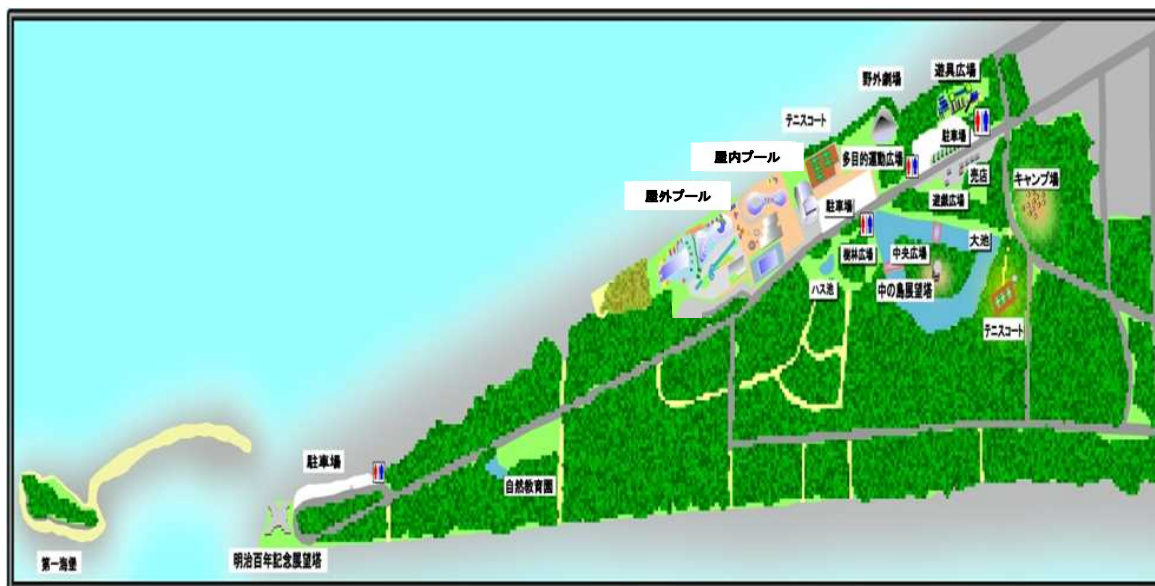 遊具広場
野外劇場
テニスコート
駐車場
屋内プール
多目的運動広場
売店
キャンプ場
屋外プール
駐車場
遊戯広場
樹林広場
中央広場
大池
ハス池
中の島展望塔
テニスコート
駐車場
自然教育園
第一海堡
明治百年記念展望塔